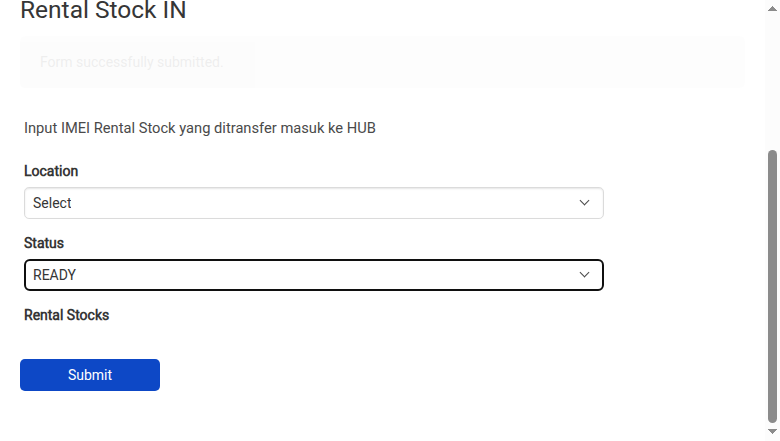 Rental Stock IN
Form successfully submitted.
Input IMEI Rental Stock yang ditransfer masuk ke HUB
Location
Select
Status
READY
Rental Stocks
Submit